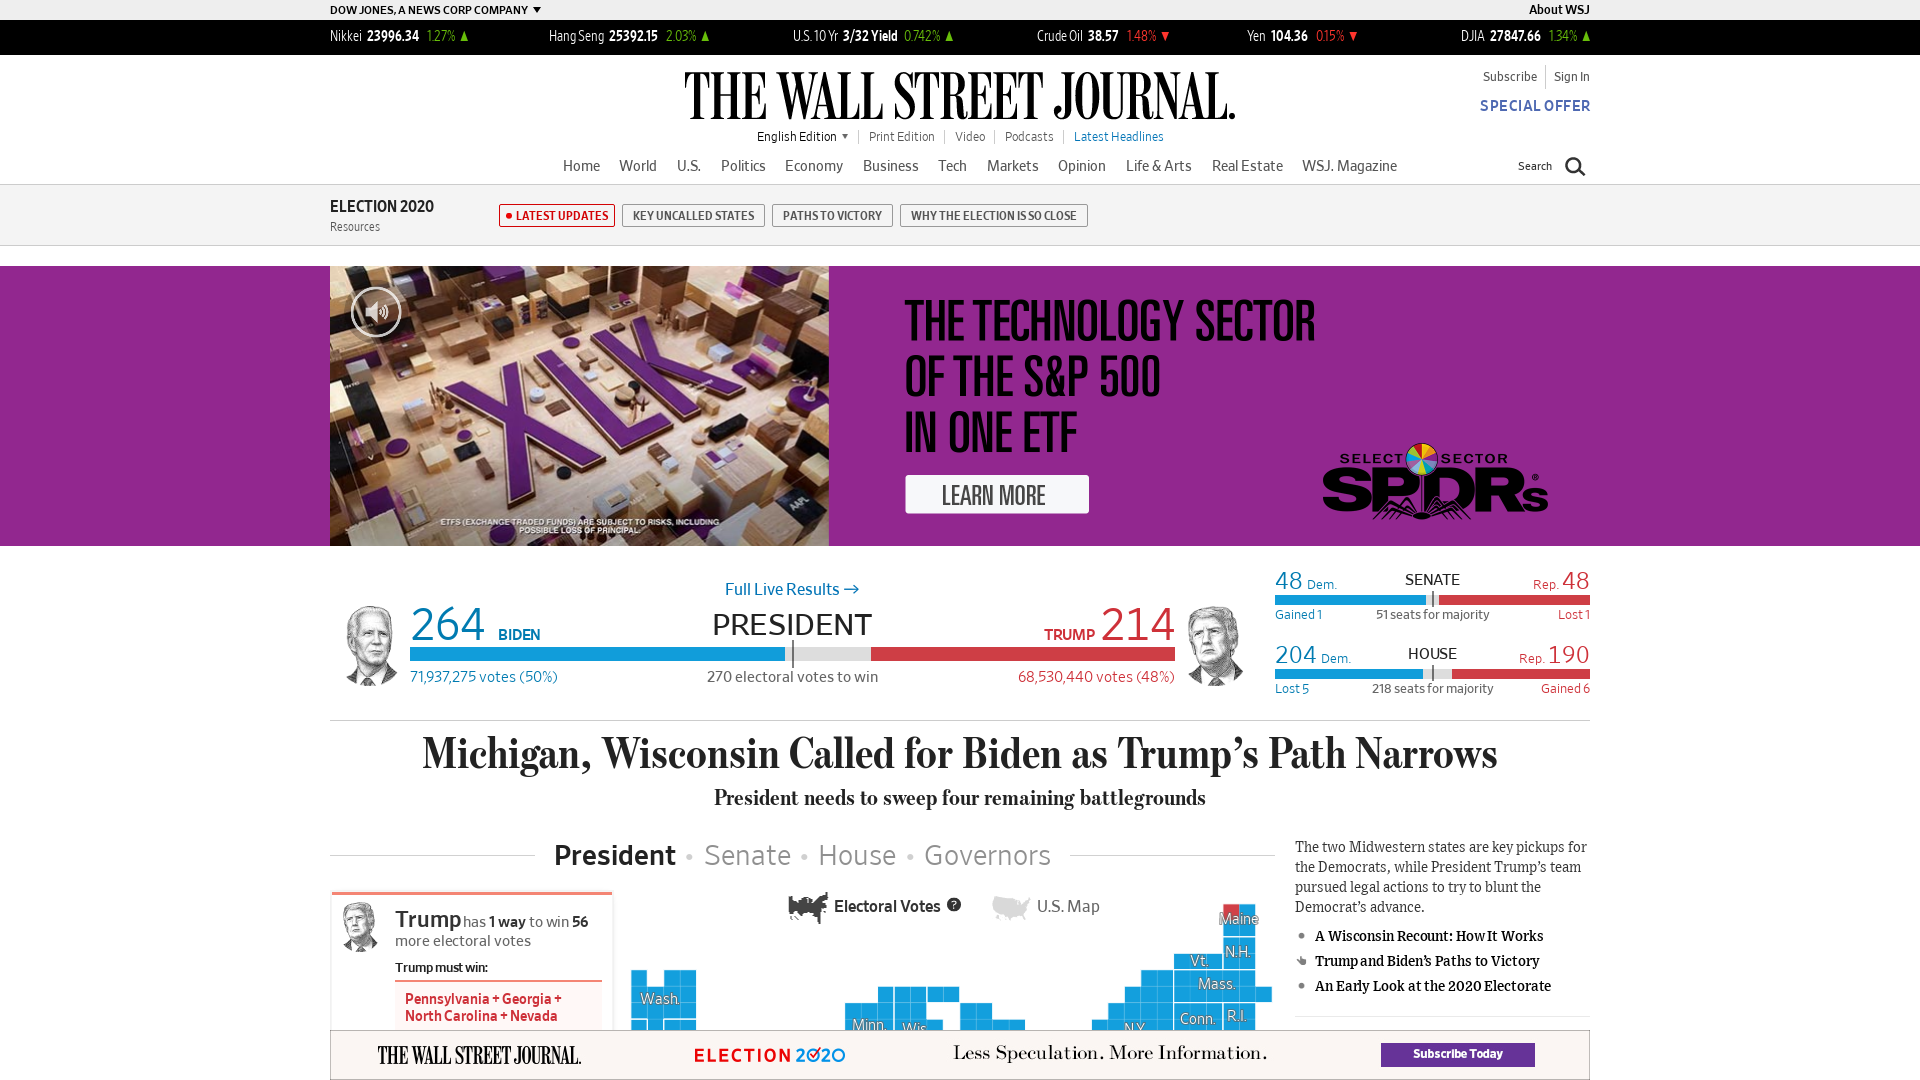 DOW JONES, A NEWS CORP COMPANY
About WSJ
Nikkei 23996.34 1.27%
Hang Seng 25392.15 2.03%
U.S. 10 Yr 3/32 Yield 0.742%
Crude Oil 38.57 1.48%
Yen 104.36 0.15%
DJIA 27847.66 1.34%
THE WALL STREET JOURNAL.
Subscribe
Sign In
SPECIAL OFFER
English Edition
Print Edition
Video
Podcasts
Latest Headlines
Home World U.S. Politics Economy Business Tech Markets Opinion Life & Arts Real Estate WSJ. Magazine
Search
ELECTION 2020
Resources
LATEST UPDATES
KEY UNCALLED STATES
PATHS TO VICTORY
WHY THE ELECTION IS SO CLOSE
XLK
AAPL
ETFS (EXCHANGE TRADED FUNDS) ARE SUBJECT TO RISKS, INCLUDING
POSSIBLE LOSS OF PRINCIPAL.
THE TECHNOLOGY SECTOR
OF THE S&P 500
IN ONE ETF
LEARN MORE
SELECT SECTOR
SPDRs®
Full Live Results →
264 BIDEN
PRESIDENT
TRUMP 214
71,937,275 votes (50%)
270 electoral votes to win
68,530,440 votes (48%)
48 Dem.
SENATE
Rep. 48
Gained 1
51 seats for majority
Lost 1
204 Dem.
HOUSE
Rep. 190
Lost 5
218 seats for majority
Gained 6
Michigan, Wisconsin Called for Biden as Trump’s Path Narrows
President needs to sweep four remaining battlegrounds
President • Senate • House • Governors
Trump has 1 way to win 56
more electoral votes
Trump must win:
Pennsylvania + Georgia +
North Carolina + Nevada
Electoral Votes ?
U.S. Map
Maine
N.H.
Vt.
Mass.
Wash.
Conn.
R.I.
Minn.
Wis.
N.Y.
The two Midwestern states are key pickups for
the Democrats, while President Trump’s team
pursued legal actions to try to blunt the
Democrat’s advance.
A Wisconsin Recount: How It Works
Trump and Biden’s Paths to Victory
An Early Look at the 2020 Electorate
THE WALL STREET JOURNAL.
ELECTION 2020
Less Speculation. More Information.
Subscribe Today